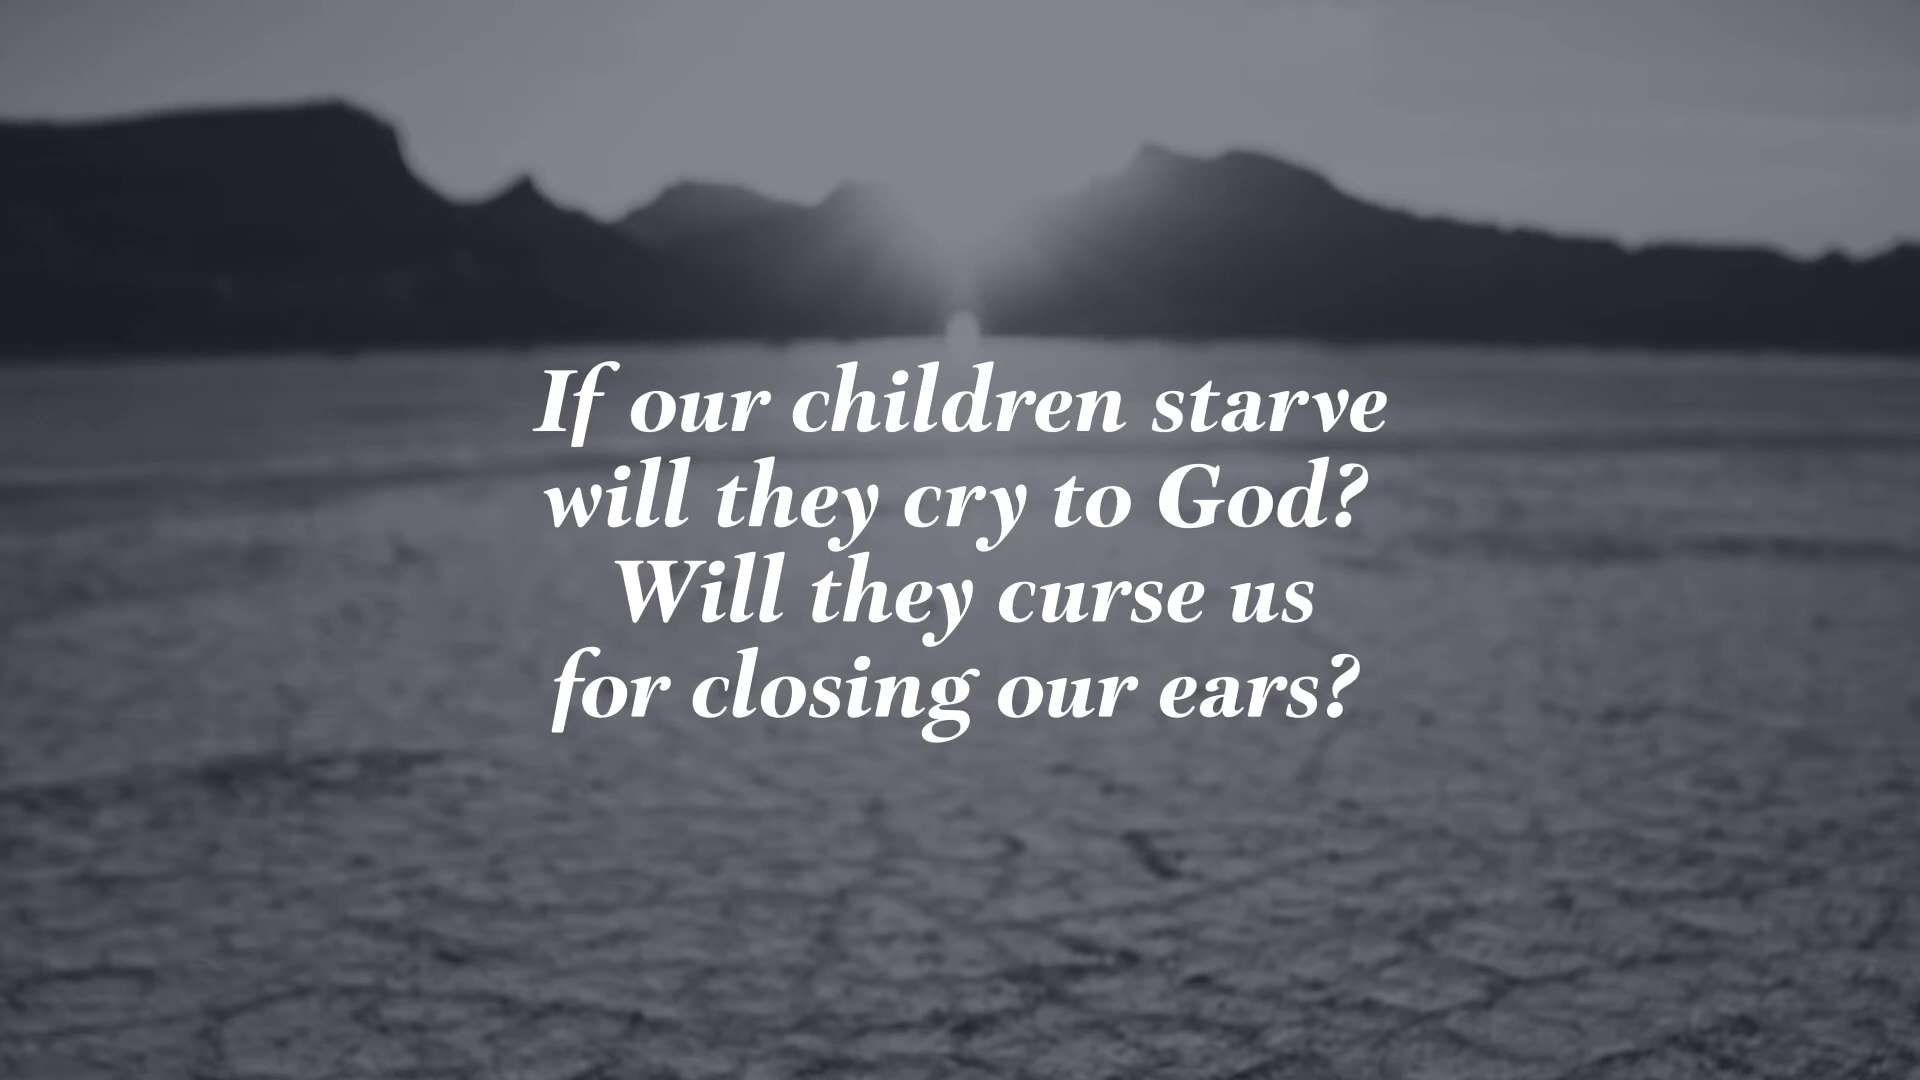 If our children starve
will they cry to God?
Will they curse us
for closing our ears?